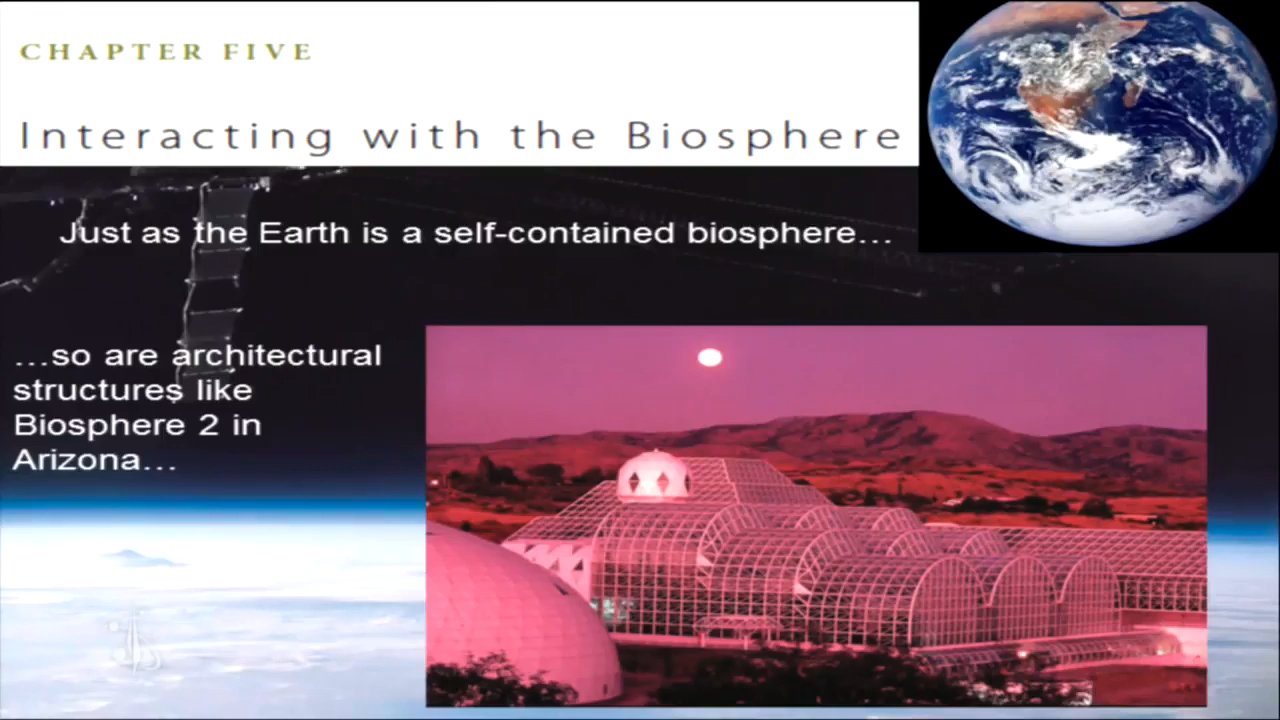 CHAPTER FIVE
Interacting with the Biosphere
Just as the Earth is a self-contained biosphere...
...so are architectural
structures like
Biosphere 2 in
Arizona...